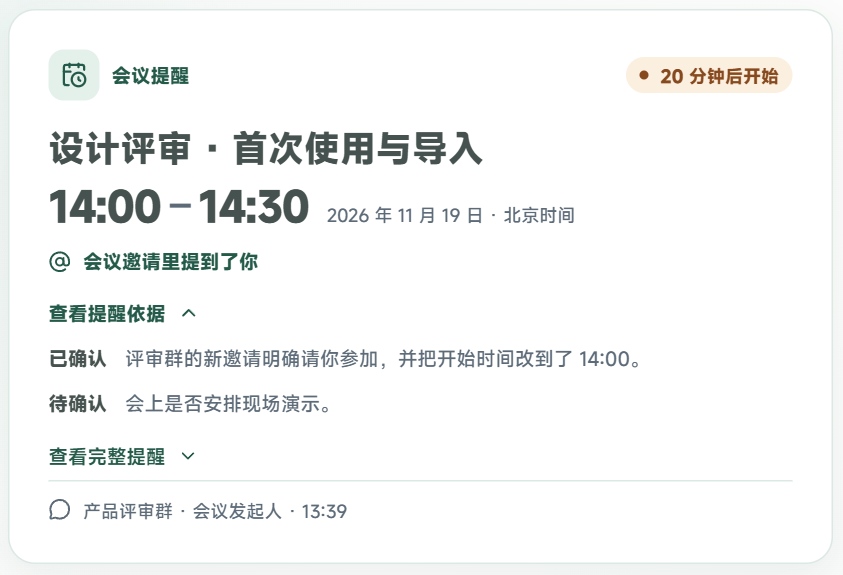 会议提醒
20 分钟后开始
设计评审 · 首次使用与导入
14:00 – 14:30 2026 年 11 月 19 日 · 北京时间
@ 会议邀请里提到了你
查看提醒依据
已确认 评审群的新邀请明确请你参加，并把开始时间改到了 14:00。
待确认 会上是否安排现场演示。
查看完整提醒
产品评审群 · 会议发起人 · 13:39